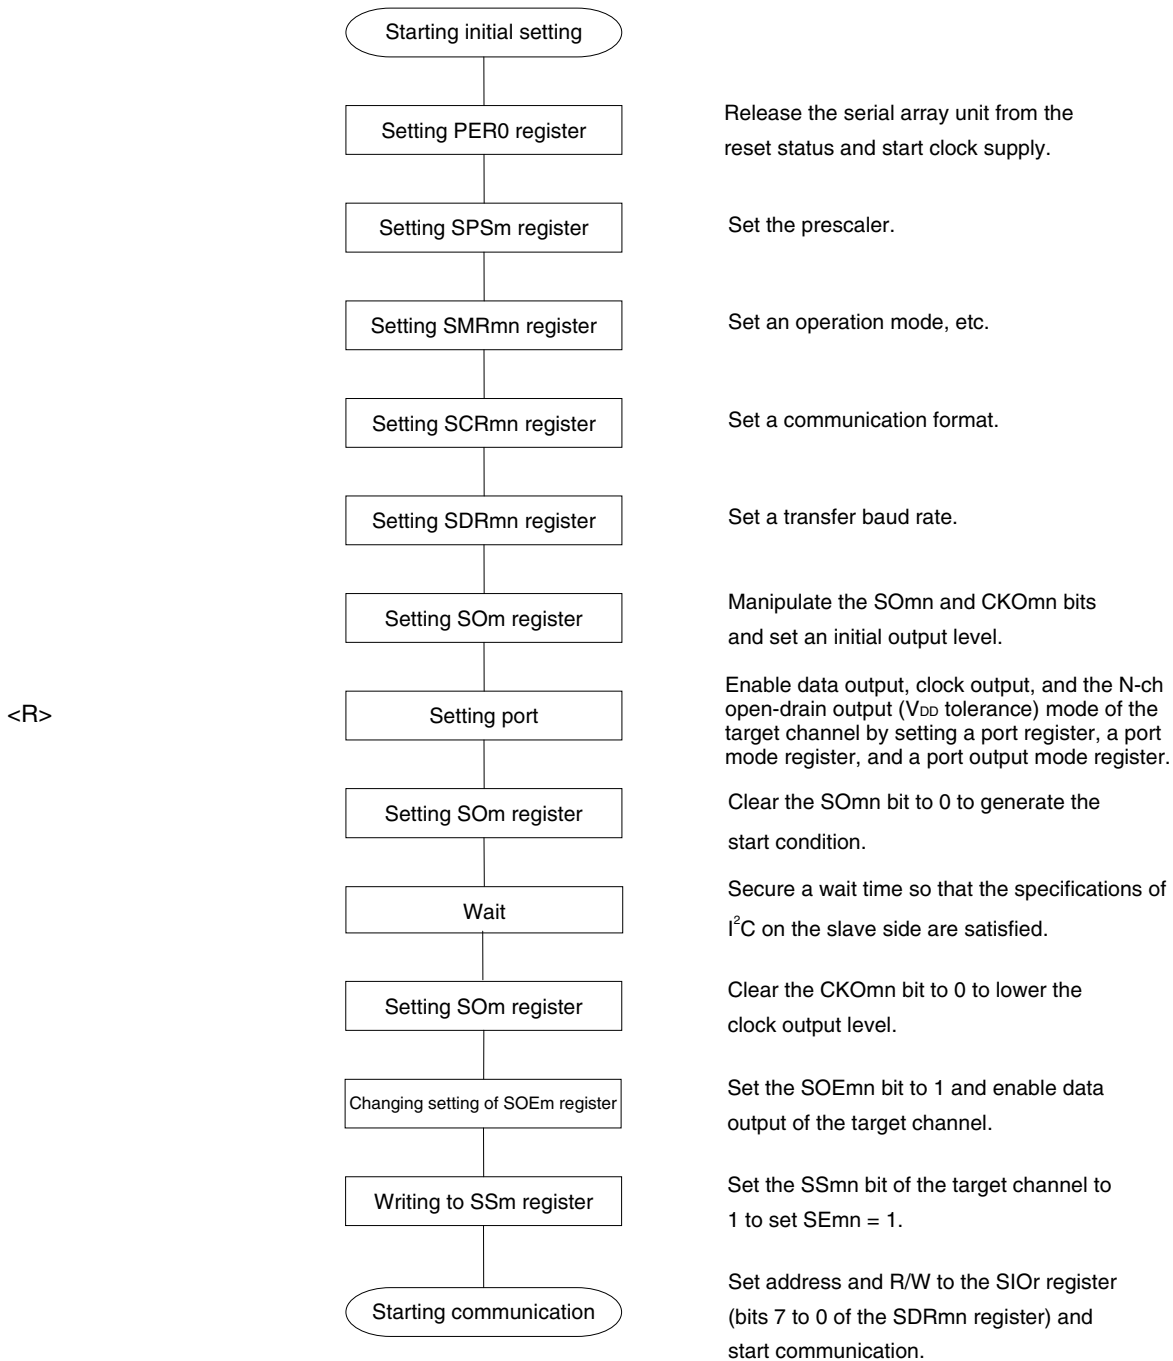 Starting initial setting
Setting PER0 register
Release the serial array unit from the
reset status and start clock supply.
Setting SPSm register
Set the prescaler.
Setting SMRmn register
Set an operation mode, etc.
Setting SCRmn register
Set a communication format.
Setting SDRmn register
Set a transfer baud rate.
Setting SOm register
Manipulate the SOmn and CKOmn bits
and set an initial output level.
<R>
Setting port
Enable data output, clock output, and the N-ch
open-drain output (VDD tolerance) mode of the
target channel by setting a port register, a port
mode register, and a port output mode register.
Setting SOm register
Clear the SOmn bit to 0 to generate the
start condition.
Wait
Secure a wait time so that the specifications of
I²C on the slave side are satisfied.
Setting SOm register
Clear the CKOmn bit to 0 to lower the
clock output level.
Changing setting of SOEm register
Set the SOEmn bit to 1 and enable data
output of the target channel.
Writing to SSm register
Set the SSmn bit of the target channel to
1 to set SEmn = 1.
Starting communication
Set address and R/W to the SIOr register
(bits 7 to 0 of the SDRmn register) and
start communication.